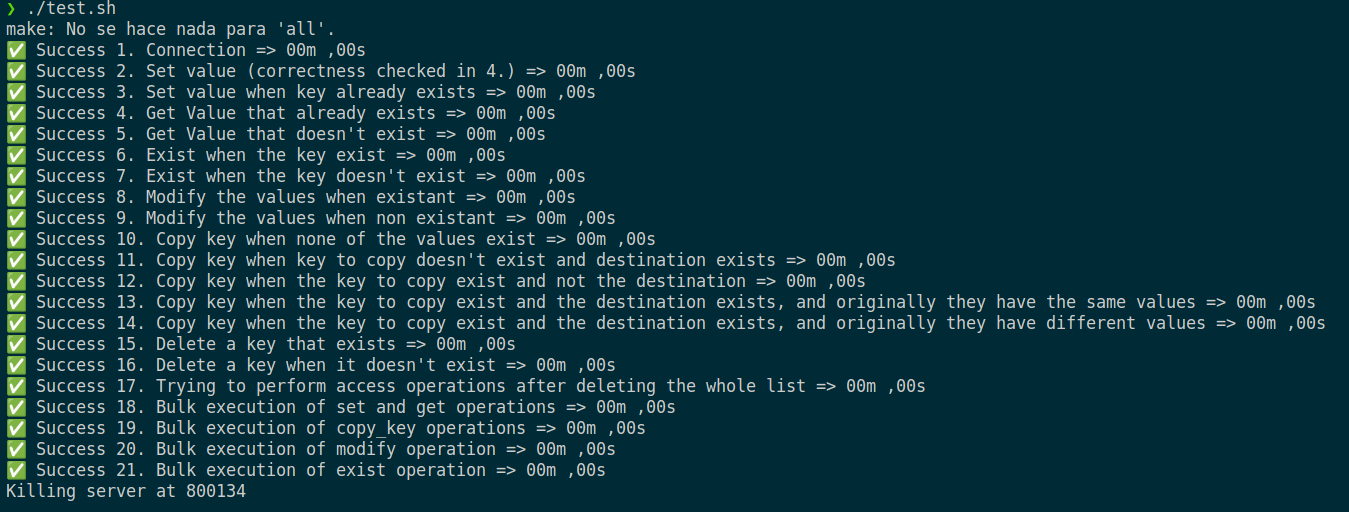 ❯ ./test.sh
make: No se hace nada para 'all'.
✅ Success 1. Connection => 00m ,00s
✅ Success 2. Set value (correctness checked in 4.) => 00m ,00s
✅ Success 3. Set value when key already exists => 00m ,00s
✅ Success 4. Get Value that already exists => 00m ,00s
✅ Success 5. Get Value that doesn't exist => 00m ,00s
✅ Success 6. Exist when the key exist => 00m ,00s
✅ Success 7. Exist when the key doesn't exist => 00m ,00s
✅ Success 8. Modify the values when existant => 00m ,00s
✅ Success 9. Modify the values when non existant => 00m ,00s
✅ Success 10. Copy key when none of the values exist => 00m ,00s
✅ Success 11. Copy key when key to copy doesn't exist and destination exists => 00m ,00s
✅ Success 12. Copy key when the key to copy exist and not the destination => 00m ,00s
✅ Success 13. Copy key when the key to copy exist and the destination exists, and originally they have the same values => 00m ,00s
✅ Success 14. Copy key when the key to copy exist and the destination exists, and originally they have different values => 00m ,00s
✅ Success 15. Delete a key that exists => 00m ,00s
✅ Success 16. Delete a key when it doesn't exist => 00m ,00s
✅ Success 17. Trying to perform access operations after deleting the whole list => 00m ,00s
✅ Success 18. Bulk execution of set and get operations => 00m ,00s
✅ Success 19. Bulk execution of copy_key operations => 00m ,00s
✅ Success 20. Bulk execution of modify operation => 00m ,00s
✅ Success 21. Bulk execution of exist operation => 00m ,00s
Killing server at 800134